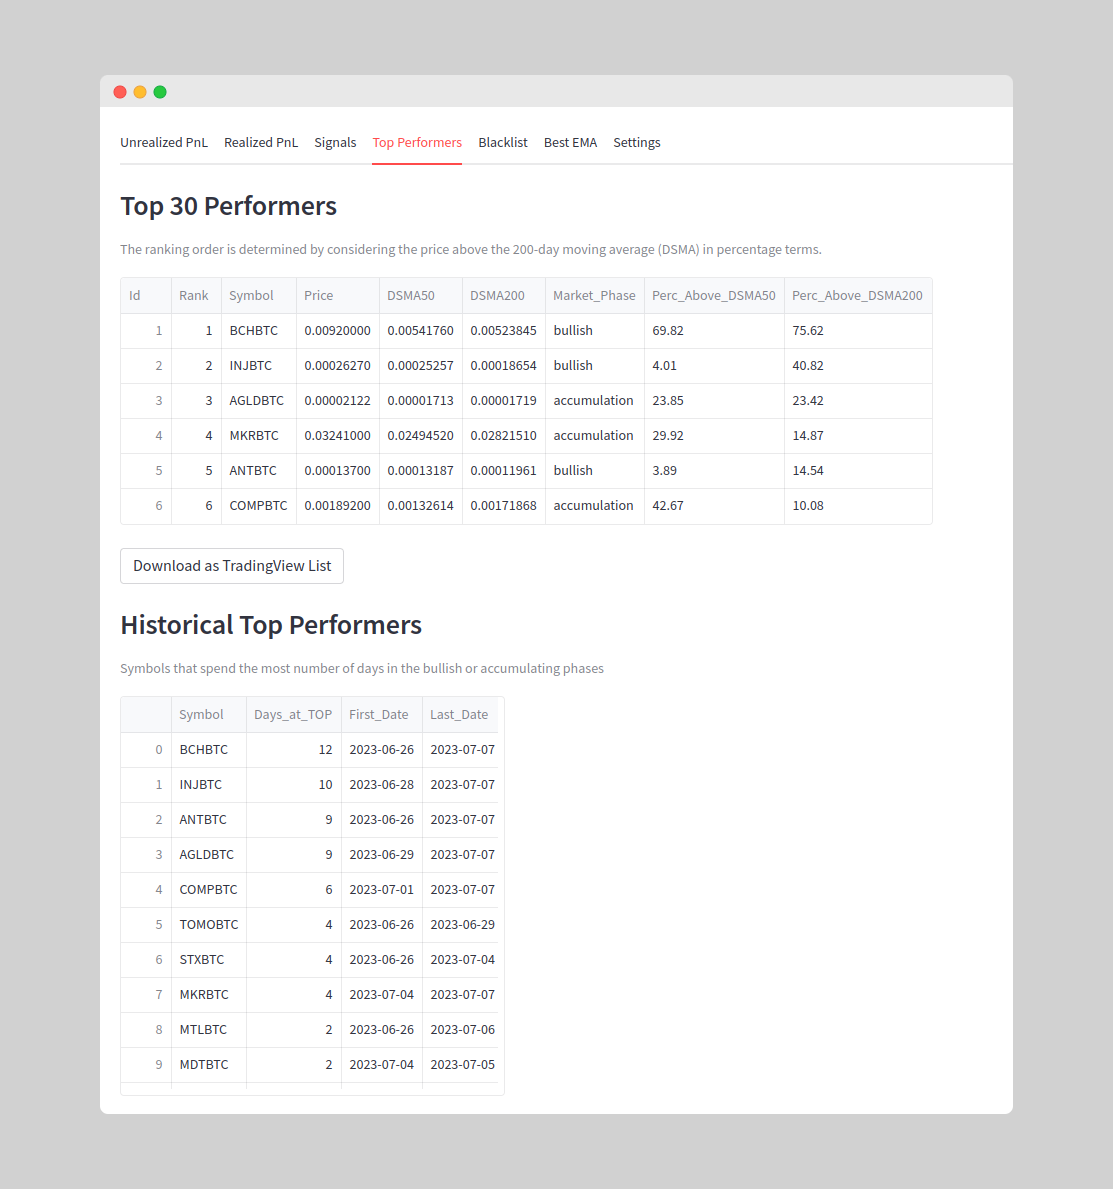 Unrealized PnL Realized PnL Signals Top Performers Blacklist Best EMA Settings
Top 30 Performers
The ranking order is determined by considering the price above the 200-day moving average (DSMA) in percentage terms.
Id Rank Symbol Price DSMA50 DSMA200 Market_Phase Perc_Above_DSMA50 Perc_Above_DSMA200
1 1 BCHBTC 0.00920000 0.00541760 0.00523845 bullish 69.82 75.62
2 2 INJBTC 0.00026270 0.00025257 0.00018654 bullish 4.01 40.82
3 3 AGLDBTC 0.00002122 0.00001713 0.00001719 accumulation 23.85 23.42
4 4 MKRBTC 0.03241000 0.02494520 0.02821510 accumulation 29.92 14.87
5 5 ANTBTC 0.00013700 0.00013187 0.00011961 bullish 3.89 14.54
6 6 COMPBTC 0.00189200 0.00132614 0.00171868 accumulation 42.67 10.08
Download as TradingView List
Historical Top Performers
Symbols that spend the most number of days in the bullish or accumulating phases
Symbol Days_at_TOP First_Date Last_Date
0 BCHBTC 12 2023-06-26 2023-07-07
1 INJBTC 10 2023-06-28 2023-07-07
2 ANTBTC 9 2023-06-26 2023-07-07
3 AGLDBTC 9 2023-06-29 2023-07-07
4 COMPBTC 6 2023-07-01 2023-07-07
5 TOMOBTC 4 2023-06-26 2023-06-29
6 STXBTC 4 2023-06-26 2023-07-04
7 MKRBTC 4 2023-07-04 2023-07-07
8 MTLBTC 2 2023-06-26 2023-07-06
9 MDTBTC 2 2023-07-04 2023-07-05